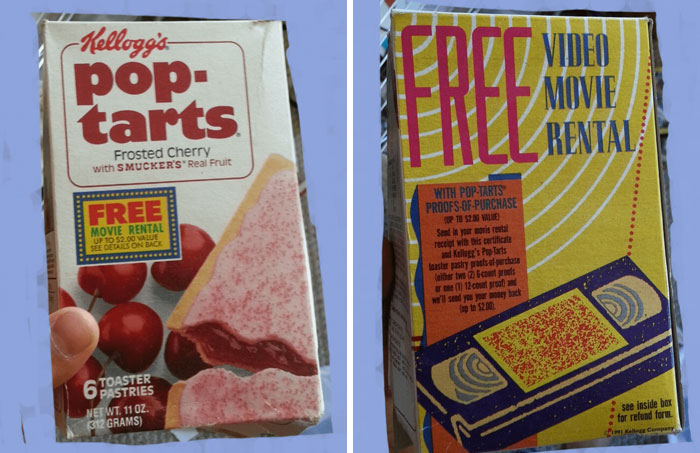 Kellogg's
pop-
tarts®
Frosted Cherry
with SMUCKER'S® Real Fruit
FREE
MOVIE RENTAL
UP TO $2.00 VALUE
SEE DETAILS ON BACK
6 TOASTER
PASTRIES
NET WT. 11 OZ.
(312 GRAMS)
FREE VIDEO
MOVIE
RENTAL
WITH POP-TARTS®
PROOFS-OF-PURCHASE
(UP TO $2.00 VALUE)
Send in your movie rental
receipt with this certificate
and Kellogg's Pop-Tarts
toaster pastry proofs-of-purchase
(either two (2) 6-count proofs
or one (1) 12-count proof) and
we'll send you your money back
(up to $2.00).
see inside box
for refund form.
©1991 Kellogg Company